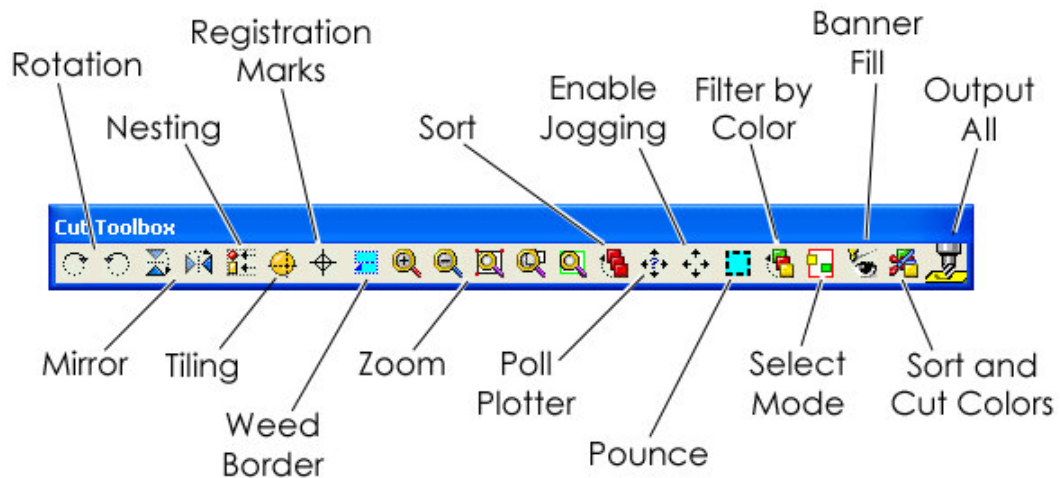 Rotation
Registration
Marks
Nesting
Sort
Enable
Jogging
Filter by
Color
Banner
Fill
Output
All
Cut Toolbox
Mirror
Tiling
Weed
Border
Zoom
Poll
Plotter
Pounce
Select
Mode
Sort and
Cut Colors